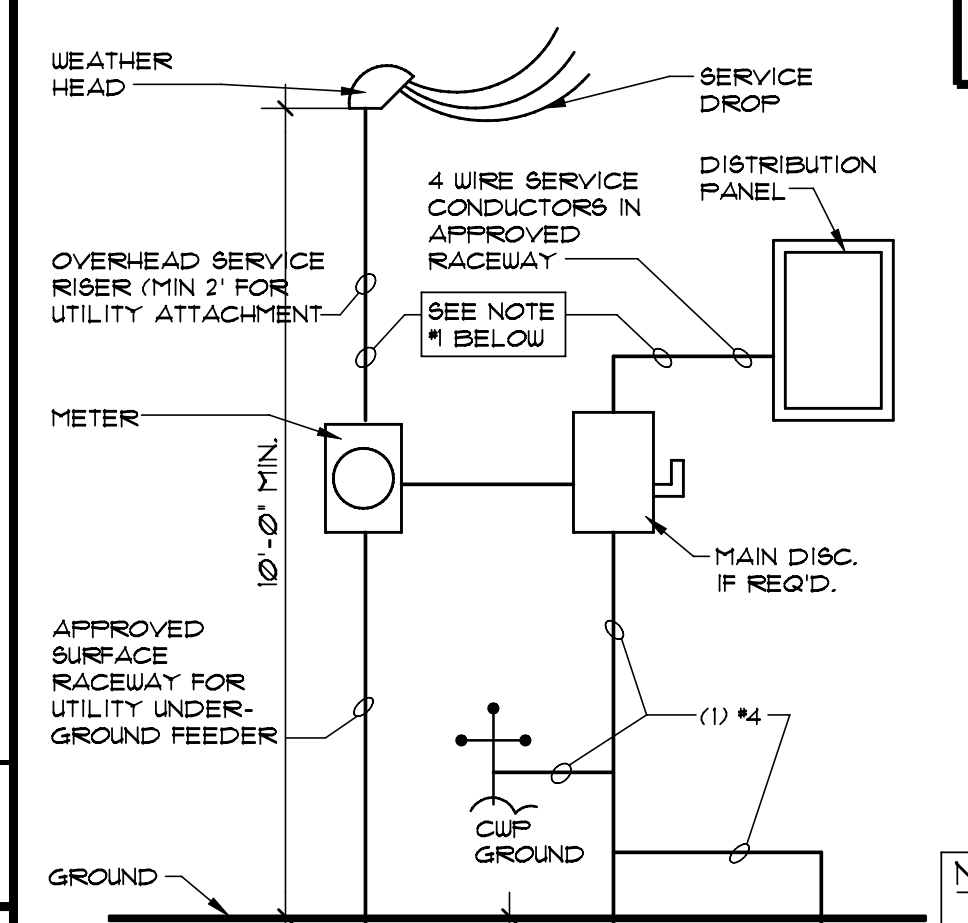 WEATHER
HEAD
SERVICE
DROP
DISTRIBUTION
PANEL
4 WIRE SERVICE
CONDUCTORS IN
APPROVED
RACEWAY
OVERHEAD SERVICE
RISER (MIN 2' FOR
UTILITY ATTACHMENT
SEE NOTE
#1 BELOW
METER
10'-0" MIN.
MAIN DISC.
IF REQ'D.
APPROVED
SURFACE
RACEWAY FOR
UTILITY UNDER-
GROUND FEEDER
(1) #4
CWP
GROUND
GROUND